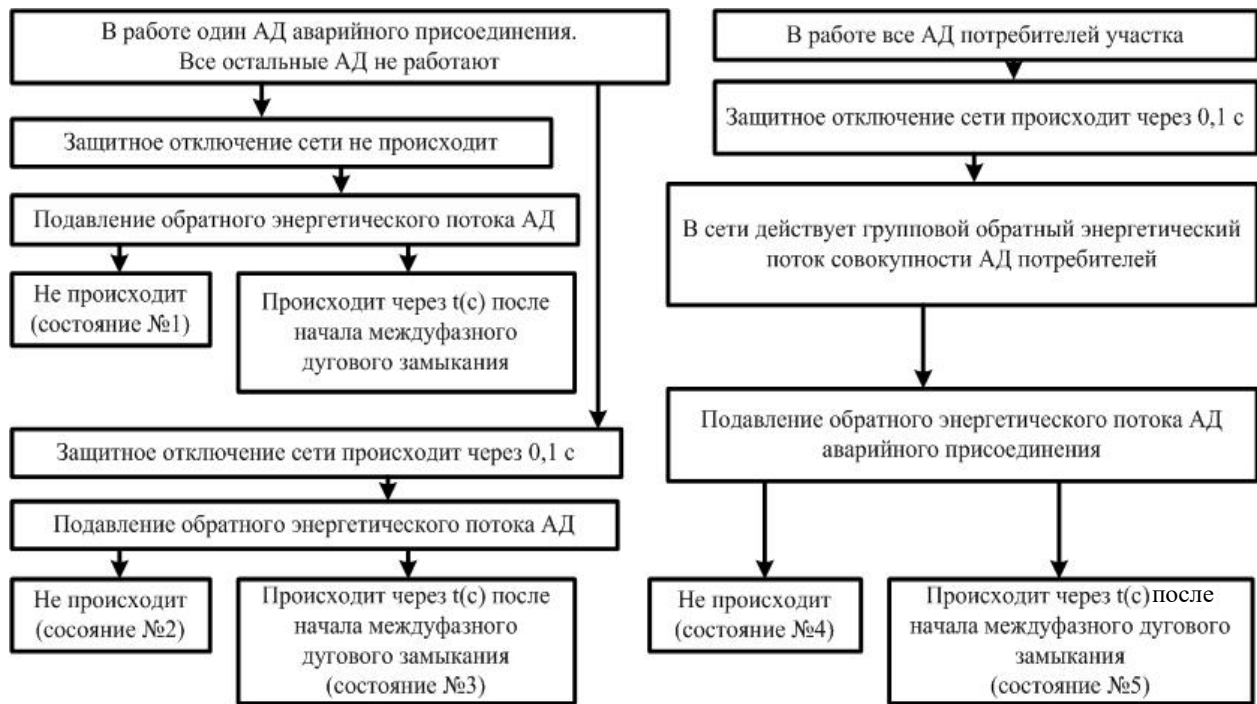 В работе один АД аварийного присоединения.
Все остальные АД не работают
Защитное отключение сети не происходит
Подавление обратного энергетического потока АД
Не происходит
(состояние №1)
Происходит через t(с) после
начала междуфазного
дугового замыкания
Защитное отключение сети происходит через 0,1 с
Подавление обратного энергетического потока АД
Не происходит
(сосояние №2)
Происходит через t(с) после
начала междуфазного
дугового замыкания
(состояние №3)
В работе все АД потребителей участка
Защитное отключение сети происходит через 0,1 с
В сети действует групповой обратный энергетический
поток совокупности АД потребителей
Подавление обратного энергетического потока АД
аварийного присоединения
Не происходит
(состояние №4)
Происходит через t(с) после
начала междуфазного дугового
замыкания
(состояние №5)